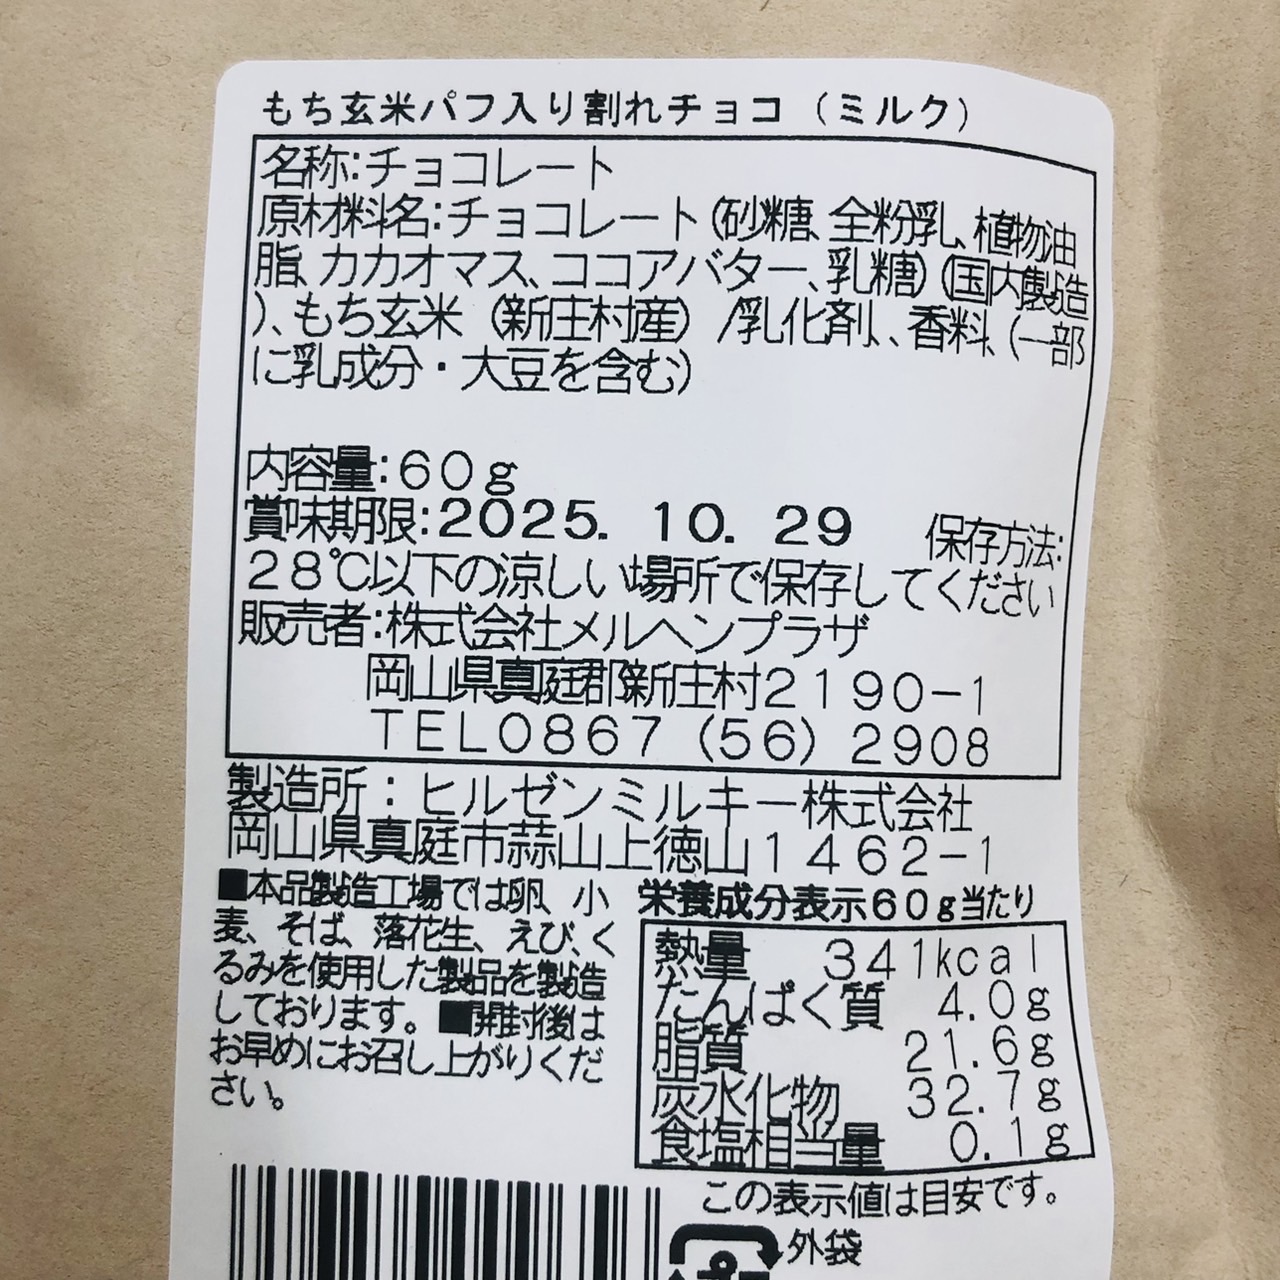 もち玄米パフ入り割れチョコ（ミルク）
名称:チョコレート
原材料名:チョコレート（砂糖、全粉乳、植物油
脂、カカオマス、ココアバター、乳糖）（国内製造
）、もち玄米（新庄村産）/乳化剤、香料、（一部
に乳成分・大豆を含む）
内容量:60g
賞味期限:2025. 10. 29 保存方法:
28℃以下の涼しい場所で保存してください
販売者:株式会社メルヘンプラザ
岡山県真庭郡新庄村2190-1
TEL0867（56）2908
製造所：ヒルゼンミルキー株式会社
岡山県真庭市蒜山上徳山1462-1
■本品製造工場では卵、小
麦、そば、落花生、えび、く
るみを使用した製品を製造
しております。■開封後は
お早めにお召し上がりくだ
さい。
栄養成分表示60g当たり
熱量 341kcal
たんぱく質 4.0g
脂質 21.6g
炭水化物 32.7g
食塩相当量 0.1g
この表示値は目安です。
外袋